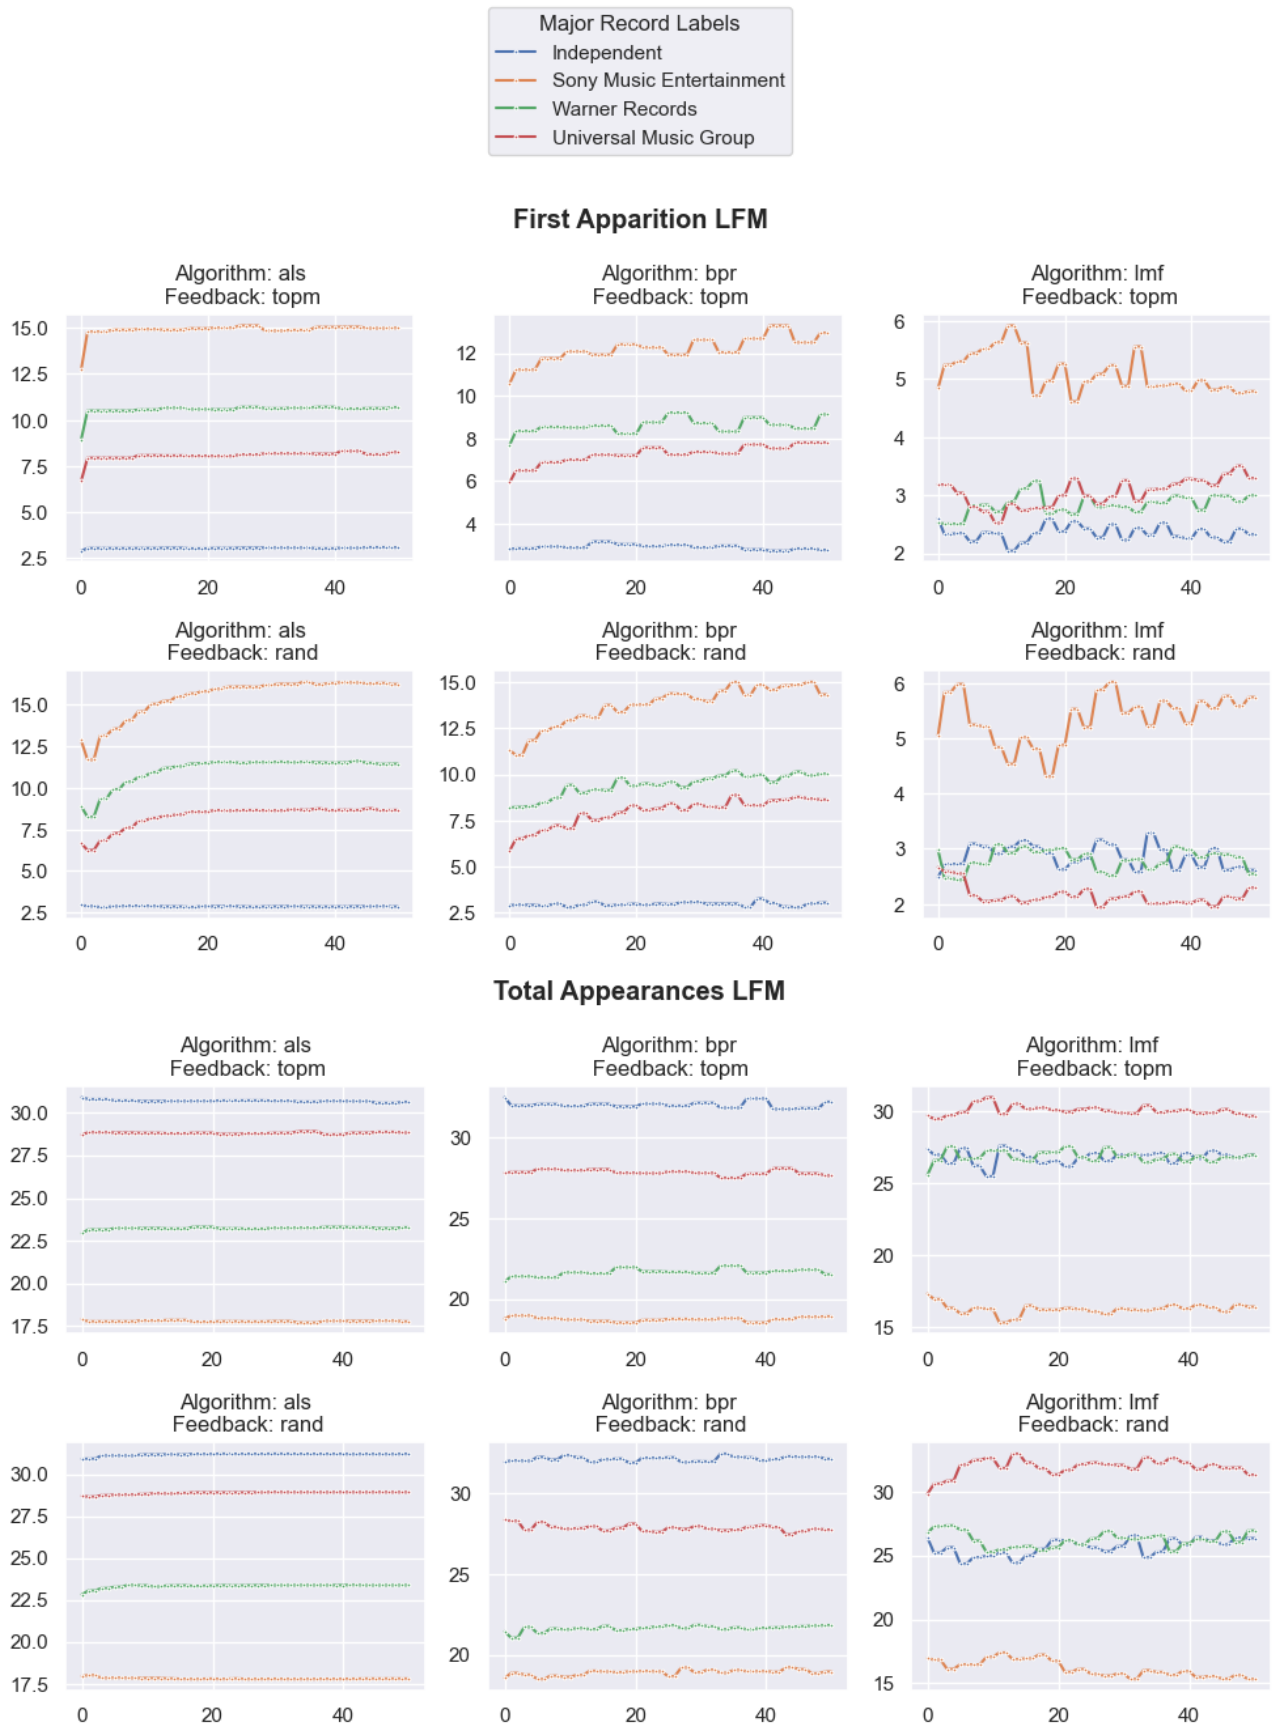 Major Record Labels
Independent
Sony Music Entertainment
Warner Records
Universal Music Group
First Apparition LFM
Algorithm: als
Feedback: topm
15.0
12.5
10.0
7.5
5.0
2.5
0 20 40
Algorithm: bpr
Feedback: topm
12
10
8
6
4
0 20 40
Algorithm: lmf
Feedback: topm
6
5
4
3
2
0 20 40
Algorithm: als
Feedback: rand
15.0
12.5
10.0
7.5
5.0
2.5
0 20 40
Algorithm: bpr
Feedback: rand
15.0
12.5
10.0
7.5
5.0
2.5
0 20 40
Algorithm: lmf
Feedback: rand
6
5
4
3
2
0 20 40
Total Appearances LFM
Algorithm: als
Feedback: topm
30.0
27.5
25.0
22.5
20.0
17.5
0 20 40
Algorithm: bpr
Feedback: topm
30
25
20
0 20 40
Algorithm: lmf
Feedback: topm
30
25
20
15
0 20 40
Algorithm: als
Feedback: rand
30.0
27.5
25.0
22.5
20.0
17.5
0 20 40
Algorithm: bpr
Feedback: rand
30
25
20
0 20 40
Algorithm: lmf
Feedback: rand
30
25
20
15
0 20 40